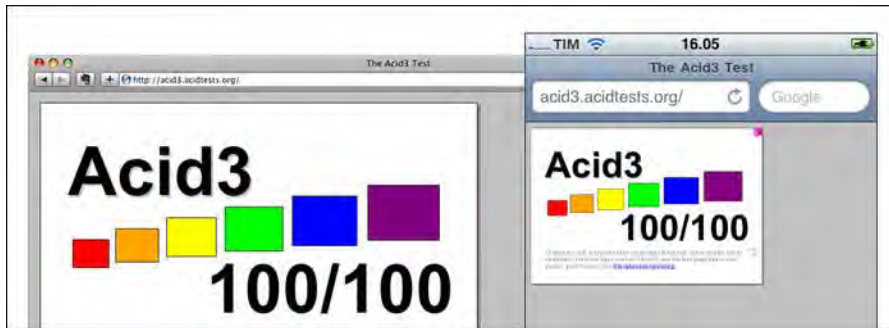 The Acid3 Test
http://acid3.acidtests.org/
Acid3
100/100
TIM 16.05
The Acid3 Test
acid3.acidtests.org/ Google
Acid3
100/100